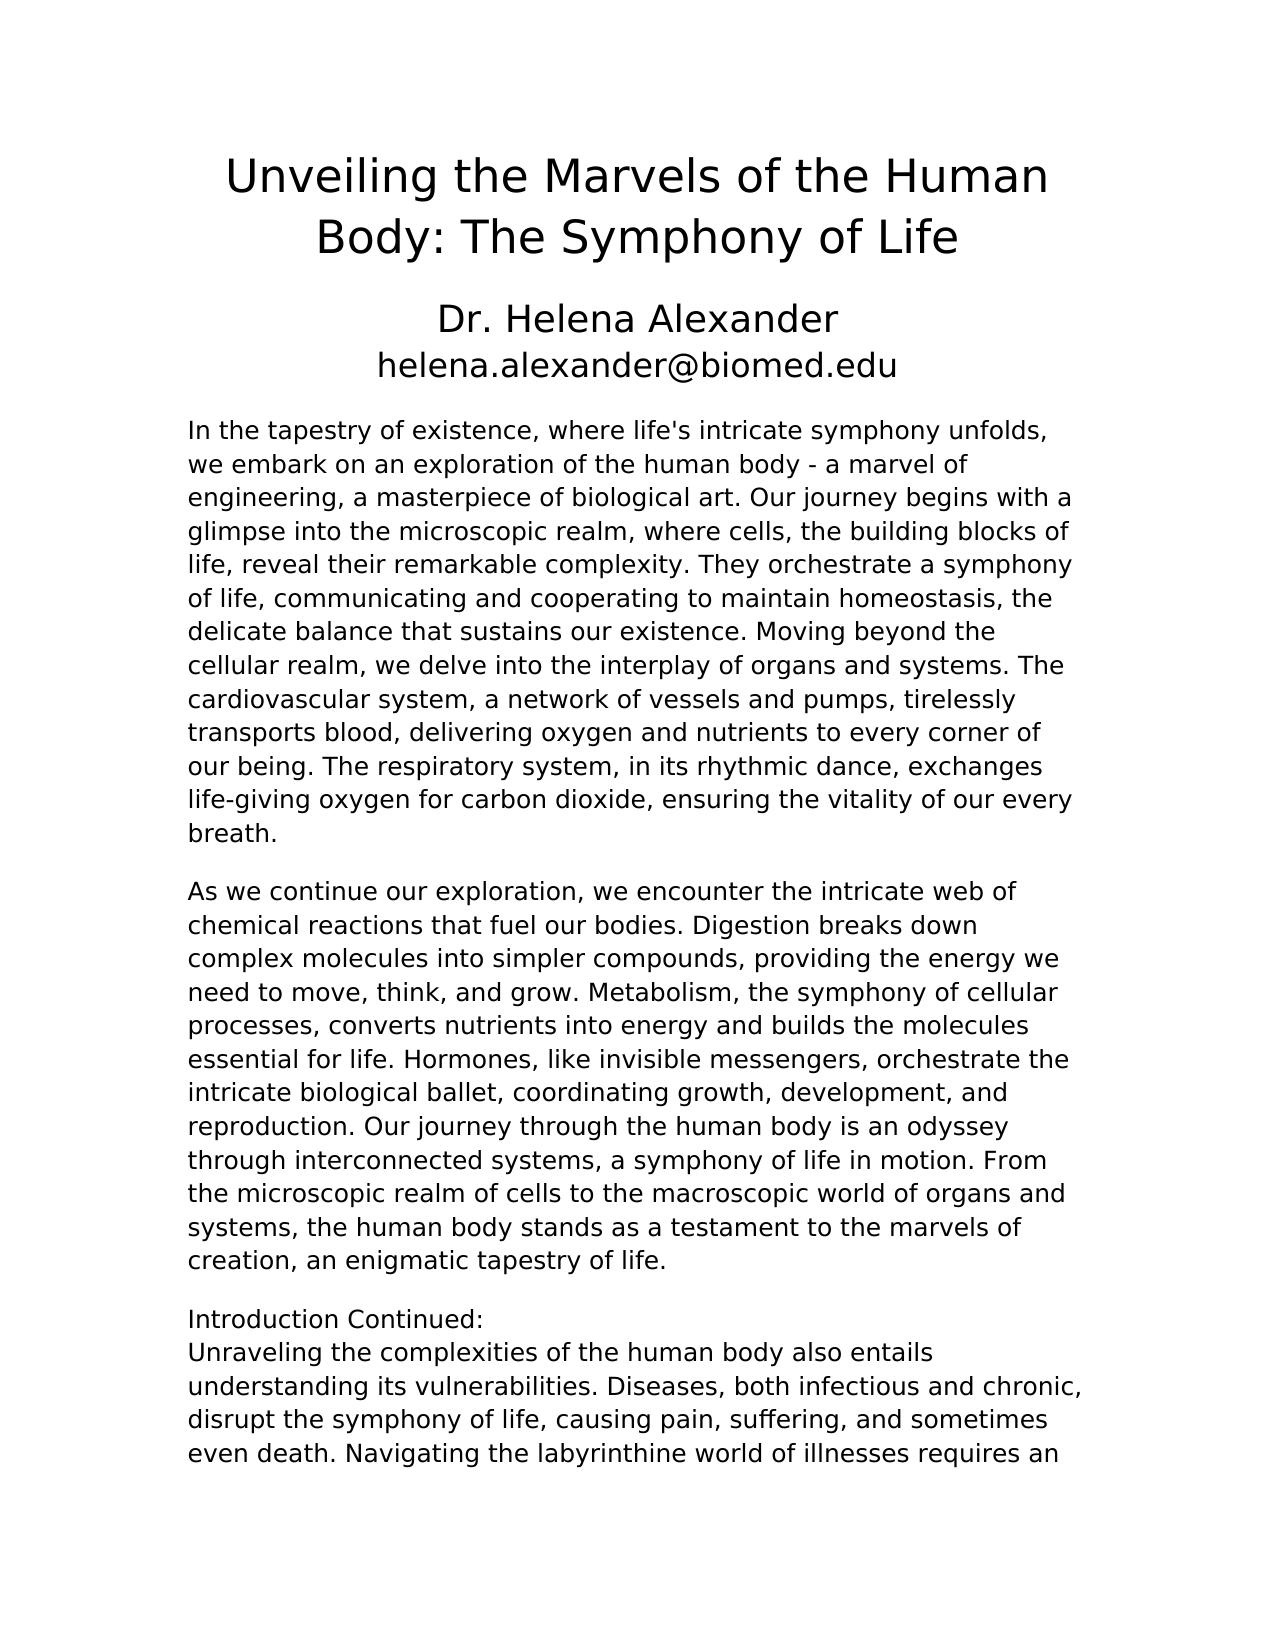 Unveiling the Marvels of the Human
Body: The Symphony of Life
Dr. Helena Alexander
helena.alexander@biomed.edu
In the tapestry of existence, where life's intricate symphony unfolds,
we embark on an exploration of the human body - a marvel of
engineering, a masterpiece of biological art. Our journey begins with a
glimpse into the microscopic realm, where cells, the building blocks of
life, reveal their remarkable complexity. They orchestrate a symphony
of life, communicating and cooperating to maintain homeostasis, the
delicate balance that sustains our existence. Moving beyond the
cellular realm, we delve into the interplay of organs and systems. The
cardiovascular system, a network of vessels and pumps, tirelessly
transports blood, delivering oxygen and nutrients to every corner of
our being. The respiratory system, in its rhythmic dance, exchanges
life-giving oxygen for carbon dioxide, ensuring the vitality of our every
breath.
As we continue our exploration, we encounter the intricate web of
chemical reactions that fuel our bodies. Digestion breaks down
complex molecules into simpler compounds, providing the energy we
need to move, think, and grow. Metabolism, the symphony of cellular
processes, converts nutrients into energy and builds the molecules
essential for life. Hormones, like invisible messengers, orchestrate the
intricate biological ballet, coordinating growth, development, and
reproduction. Our journey through the human body is an odyssey
through interconnected systems, a symphony of life in motion. From
the microscopic realm of cells to the macroscopic world of organs and
systems, the human body stands as a testament to the marvels of
creation, an enigmatic tapestry of life.
Introduction Continued:
Unraveling the complexities of the human body also entails
understanding its vulnerabilities. Diseases, both infectious and chronic,
disrupt the symphony of life, causing pain, suffering, and sometimes
even death. Navigating the labyrinthine world of illnesses requires an